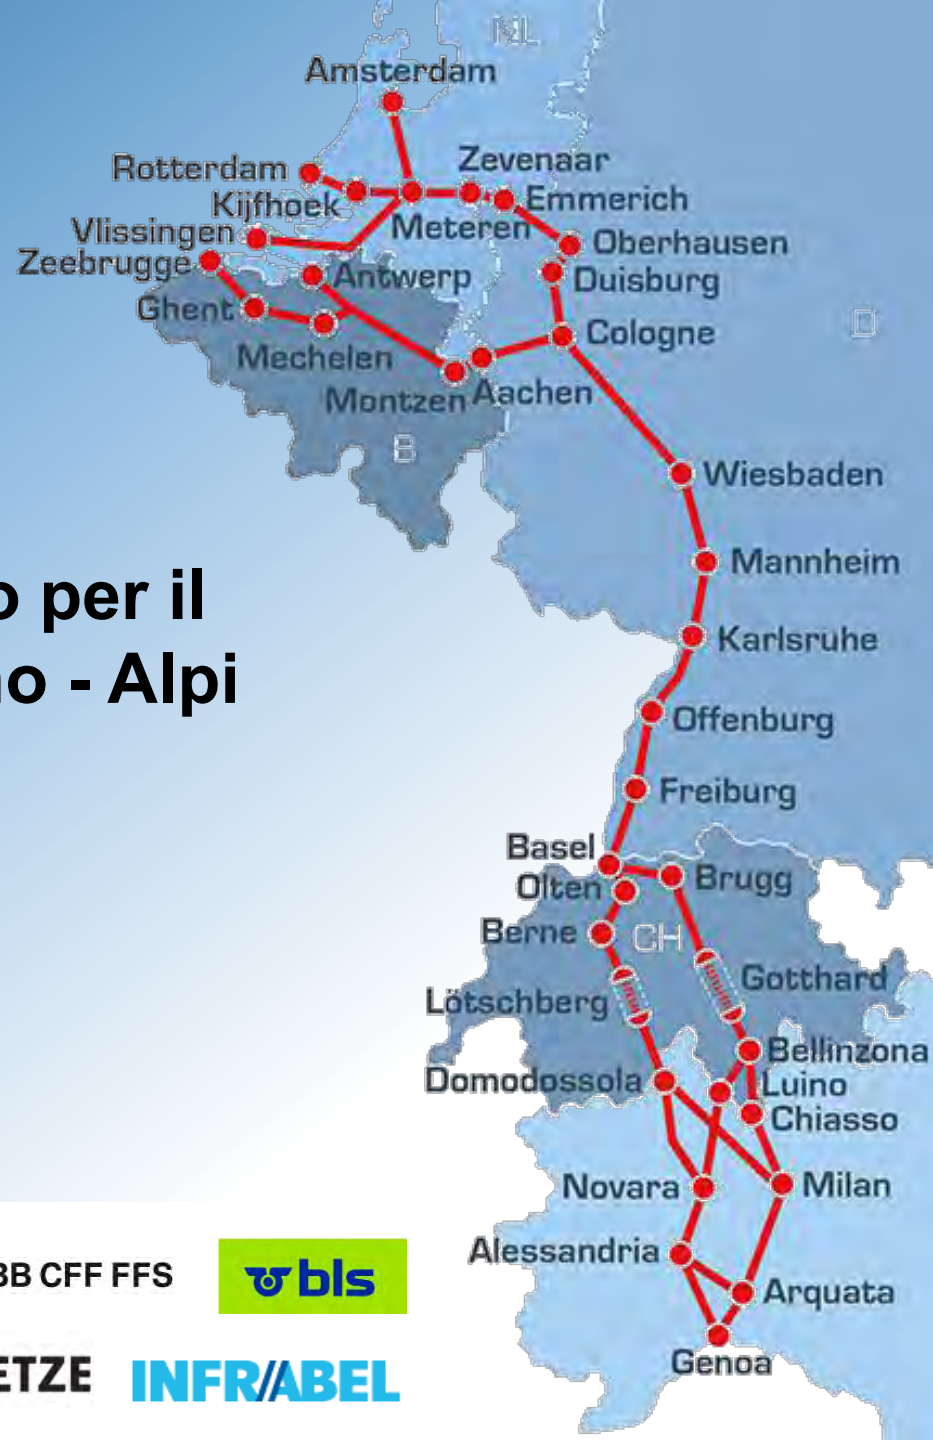 NL
Amsterdam
Zevenaar
Rotterdam
Emmerich
Kijfhoek
Meteren
Vlissingen
Oberhausen
Zeebrugge
Antwerp
Duisburg
Ghent
D
Cologne
Mechelen
Aachen
Montzen
B
Wiesbaden
Mannheim
o per il
Karlsruhe
no - Alpi
Offenburg
Freiburg
Basel
Brugg
Olten
Berne
CH
Gotthard
Lötschberg
Bellinzona
Domodossola
Luino
Chiasso
Novara
Milan
Alessandria
BB CFF FFS
bls
Arquata
Genoa
ETZE
INFRABEL